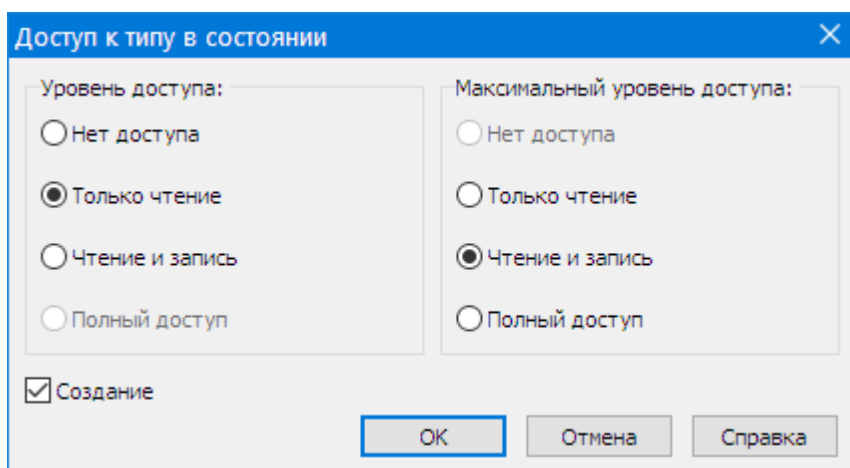 Доступ к типу в состоянии
Уровень доступа:
Нет доступа
Только чтение
Чтение и запись
Полный доступ
Максимальный уровень доступа:
Нет доступа
Только чтение
Чтение и запись
Полный доступ
Создание
ОК
Отмена
Справка